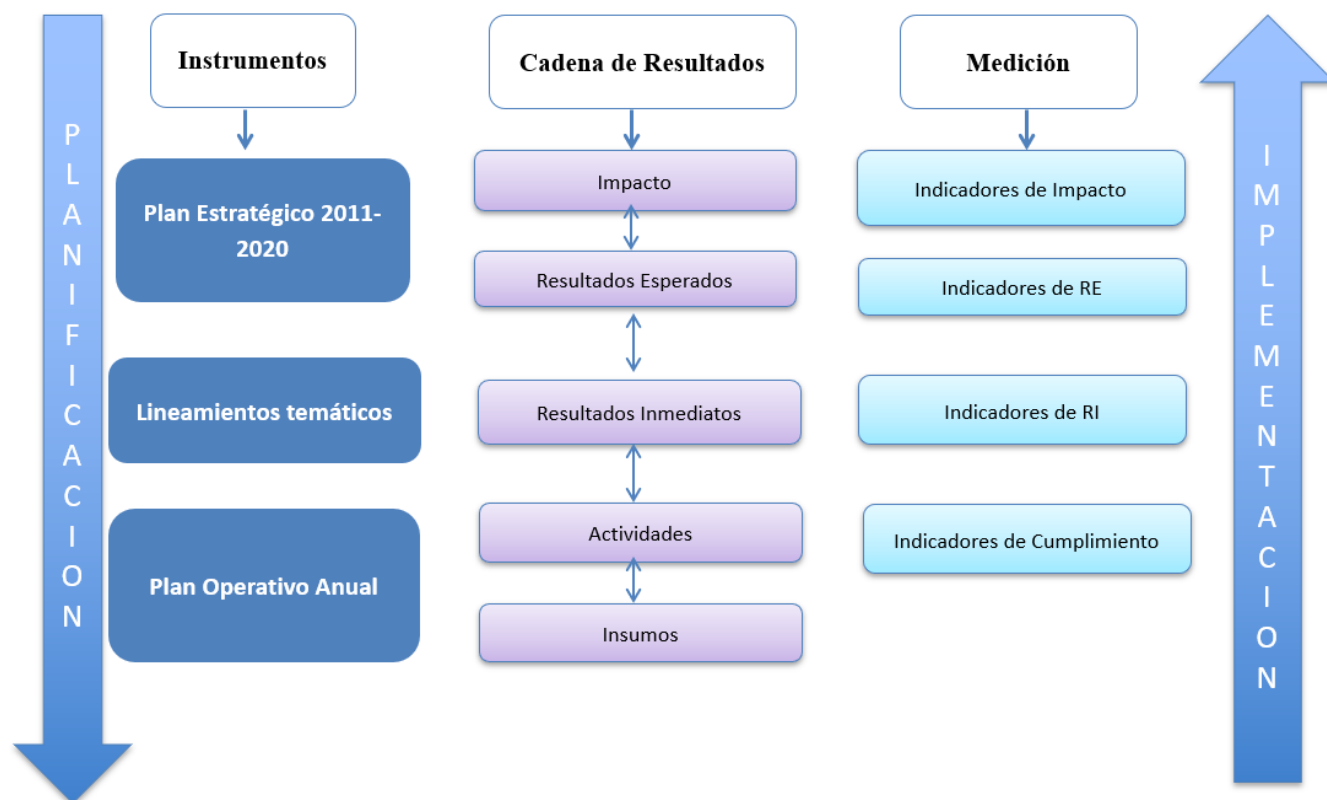 PLANIFICACION
Instrumentos
Plan Estratégico 2011-
2020
Lineamientos temáticos
Plan Operativo Anual
Cadena de Resultados
Impacto
Resultados Esperados
Resultados Inmediatos
Actividades
Insumos
Medición
Indicadores de Impacto
Indicadores de RE
Indicadores de RI
Indicadores de Cumplimiento
IMPLEMENTACION